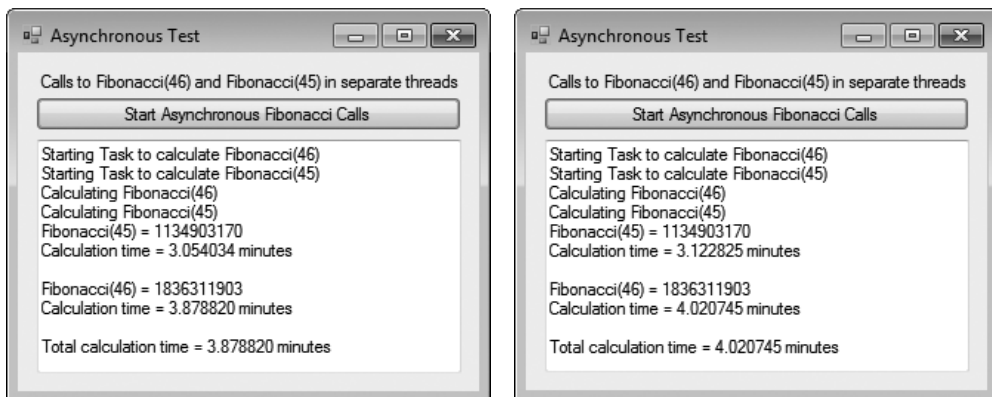 Asynchronous Test
Calls to Fibonacci(46) and Fibonacci(45) in separate threads
Start Asynchronous Fibonacci Calls
Starting Task to calculate Fibonacci(46)
Starting Task to calculate Fibonacci(45)
Calculating Fibonacci(46)
Calculating Fibonacci(45)
Fibonacci(45) = 1134903170
Calculation time = 3.054034 minutes
Fibonacci(46) = 1836311903
Calculation time = 3.878820 minutes
Total calculation time = 3.878820 minutes
Asynchronous Test
Calls to Fibonacci(46) and Fibonacci(45) in separate threads
Start Asynchronous Fibonacci Calls
Starting Task to calculate Fibonacci(46)
Starting Task to calculate Fibonacci(45)
Calculating Fibonacci(46)
Calculating Fibonacci(45)
Fibonacci(45) = 1134903170
Calculation time = 3.122825 minutes
Fibonacci(46) = 1836311903
Calculation time = 4.020745 minutes
Total calculation time = 4.020745 minutes